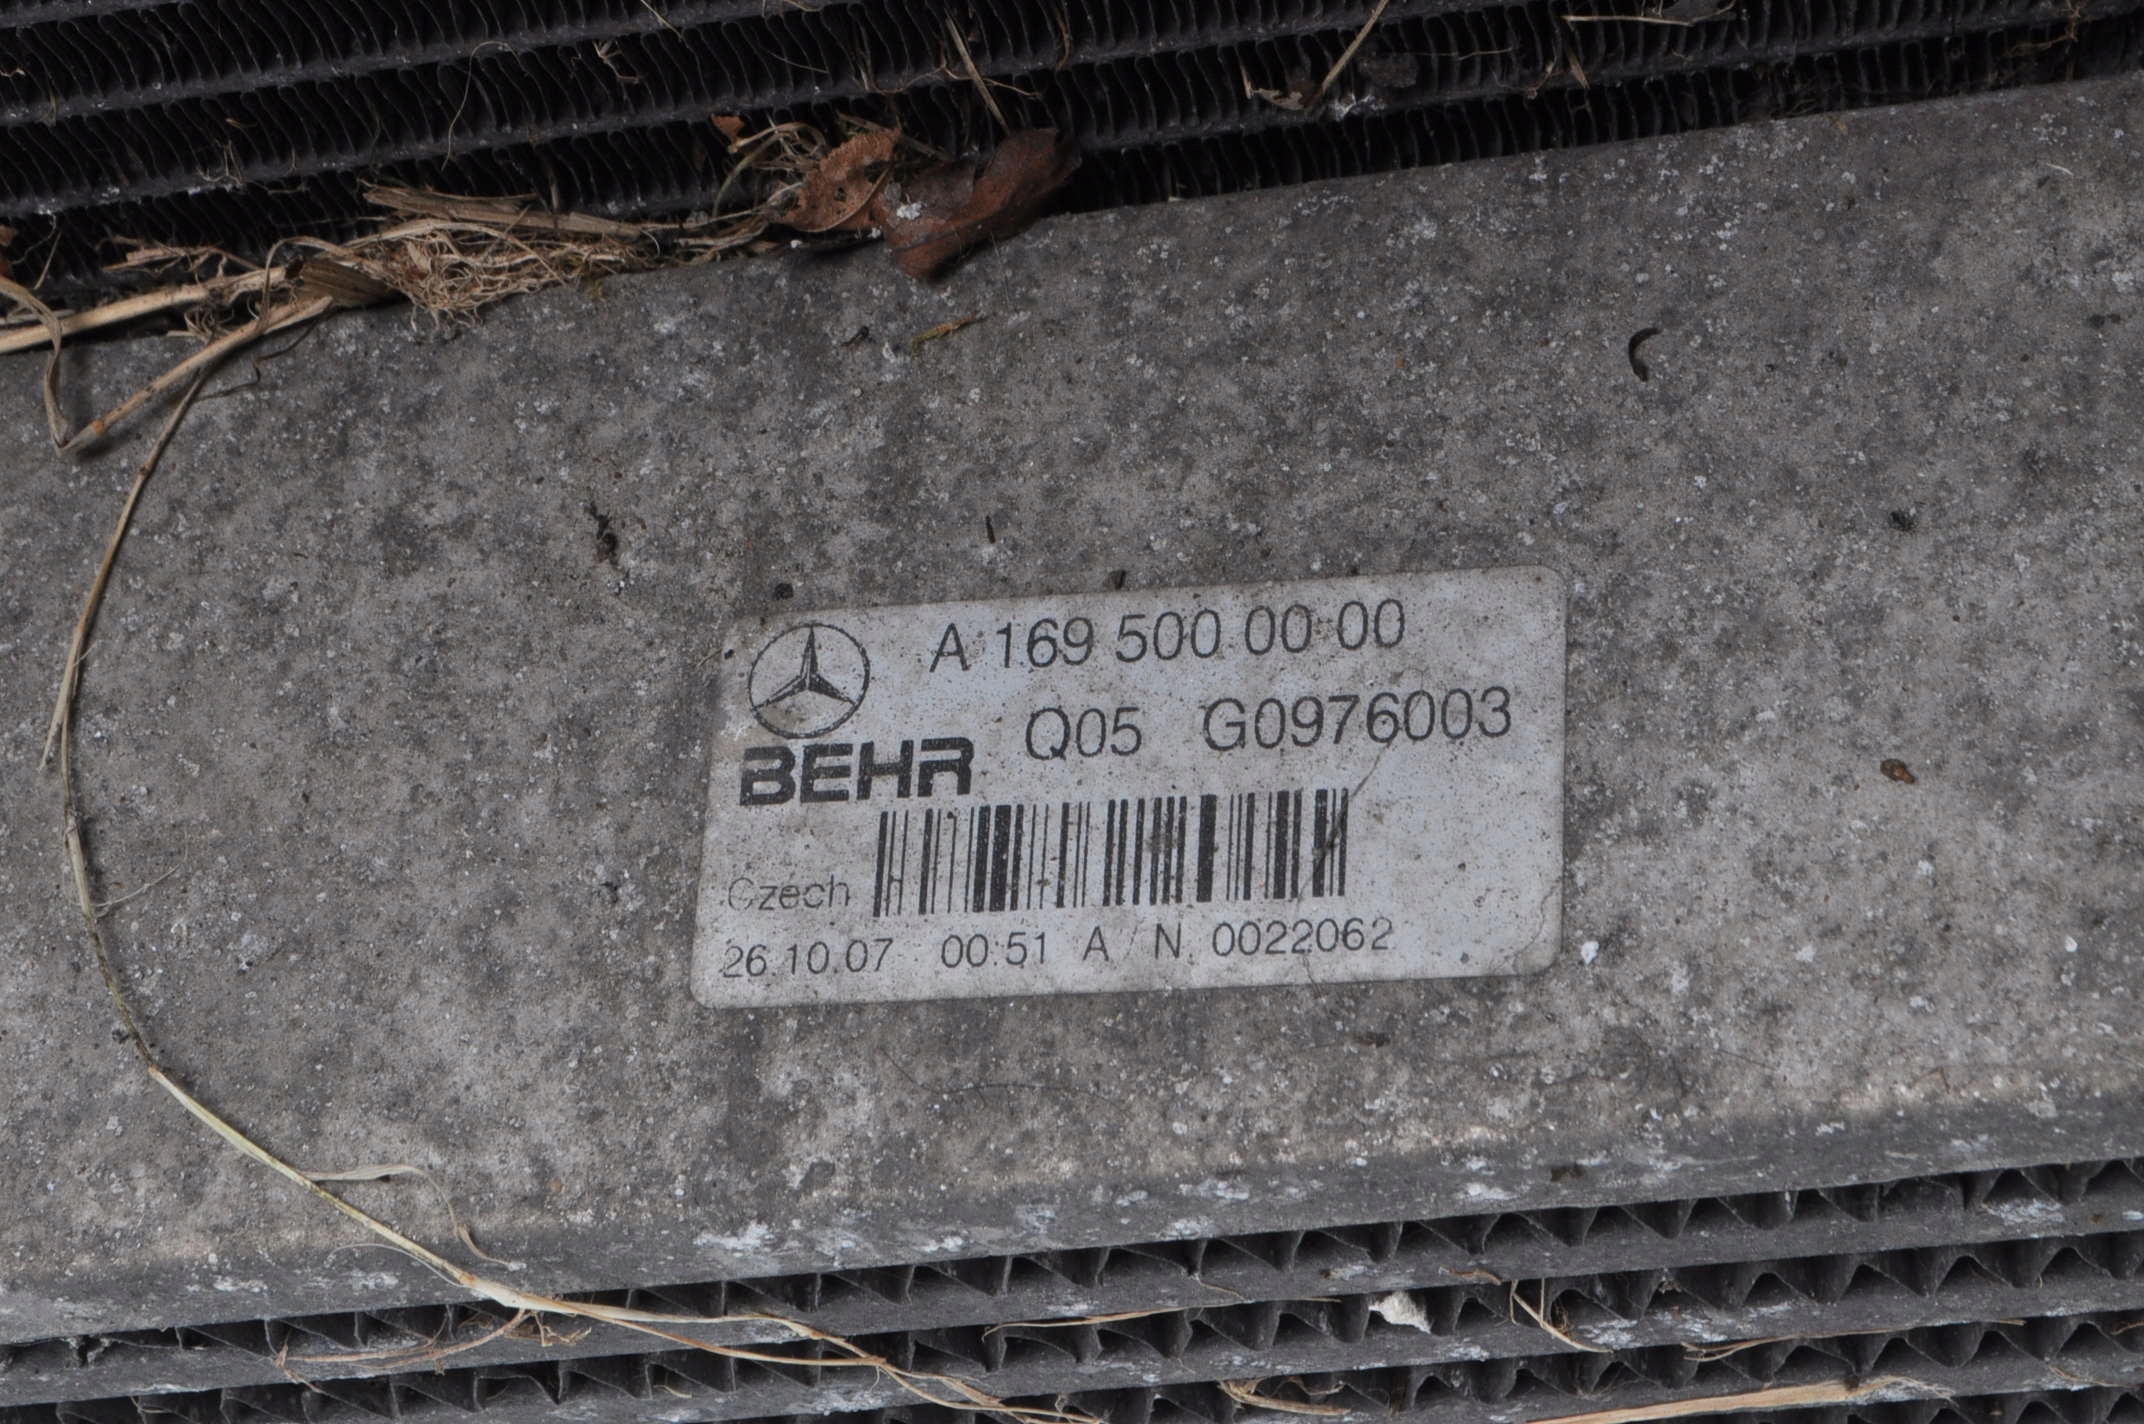 A 169 500 00 00
Q05 G0976003
BEHR
Czech
26.10.07 00:51 A / N. 0022062